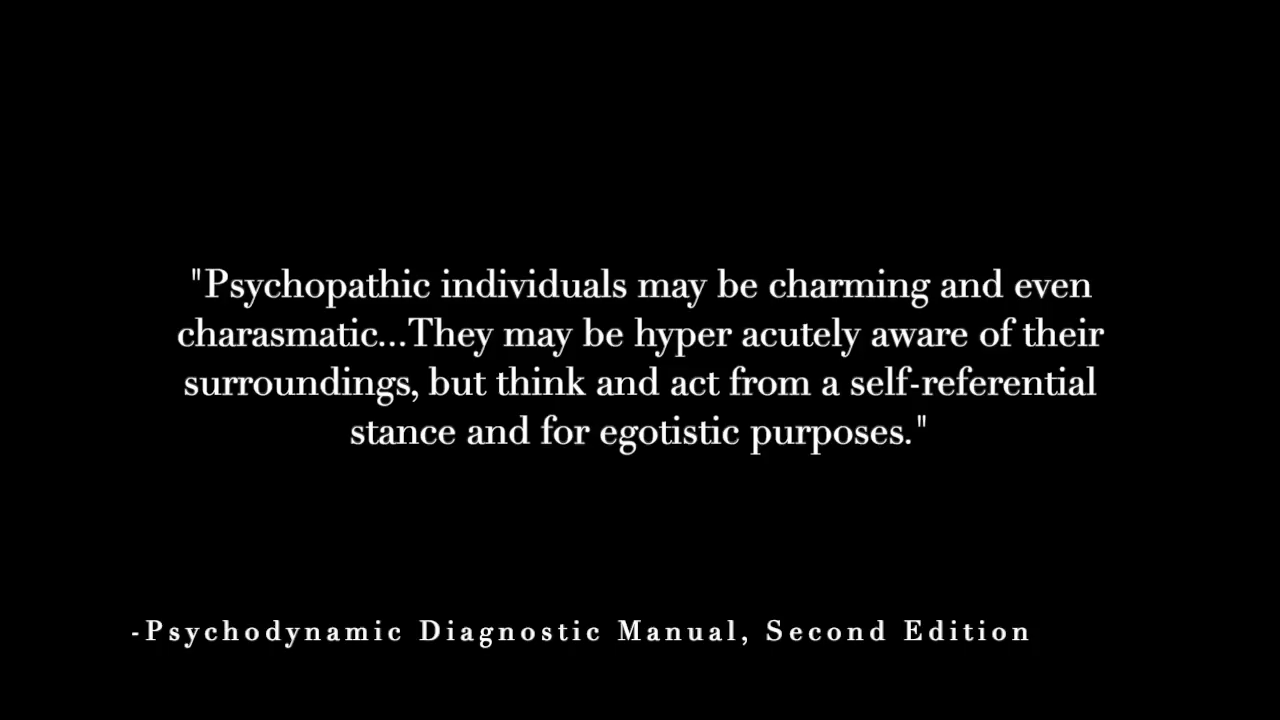 "Psychopathic individuals may be charming and even
charasmatic...They may be hyper acutely aware of their
surroundings, but think and act from a self-referential
stance and for egotistic purposes."
-Psychodynamic Diagnostic Manual, Second Edition